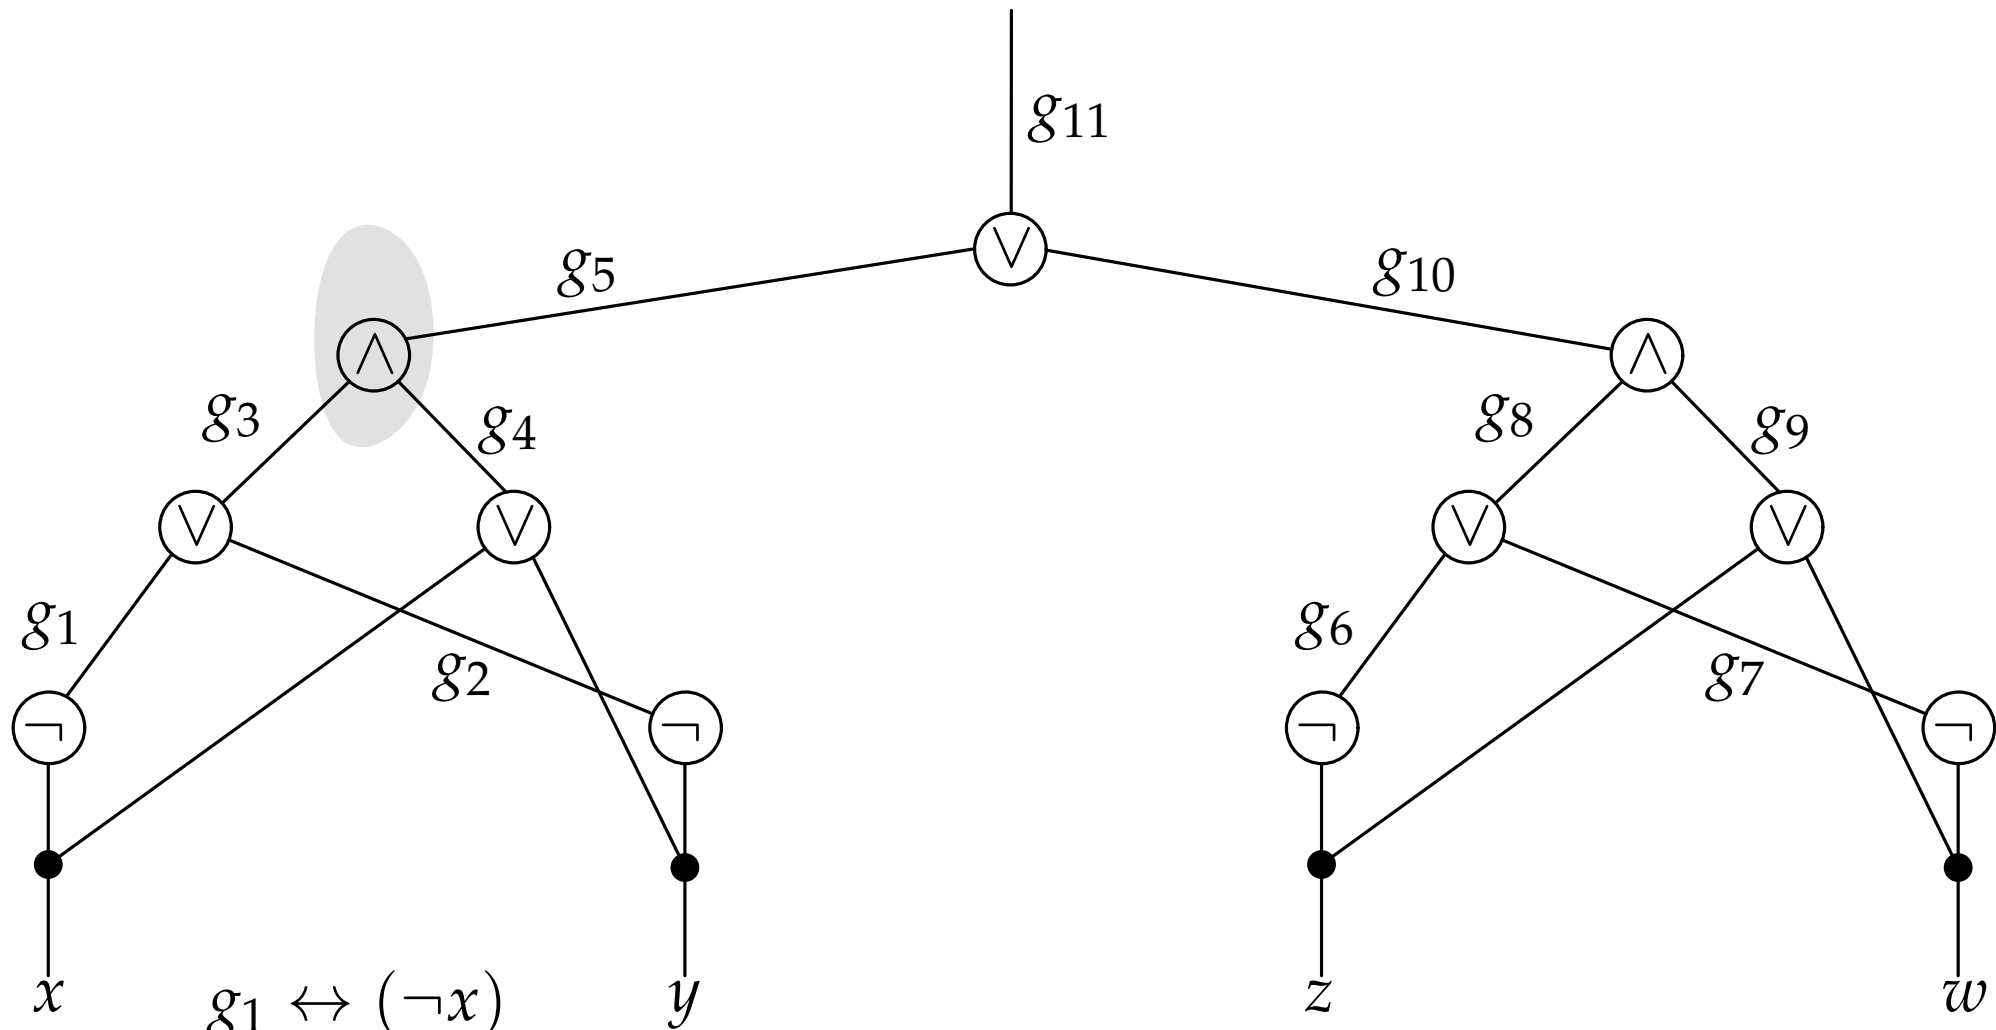 g₁₁
∨
g₅ g₁₀
∧ ∧
g₃ g₄ g₈ g₉
∨ ∨ ∨ ∨
g₁ g₂ g₆ g₇
¬ ¬ ¬ ¬
x y z w
g₁ ↔ (¬x)